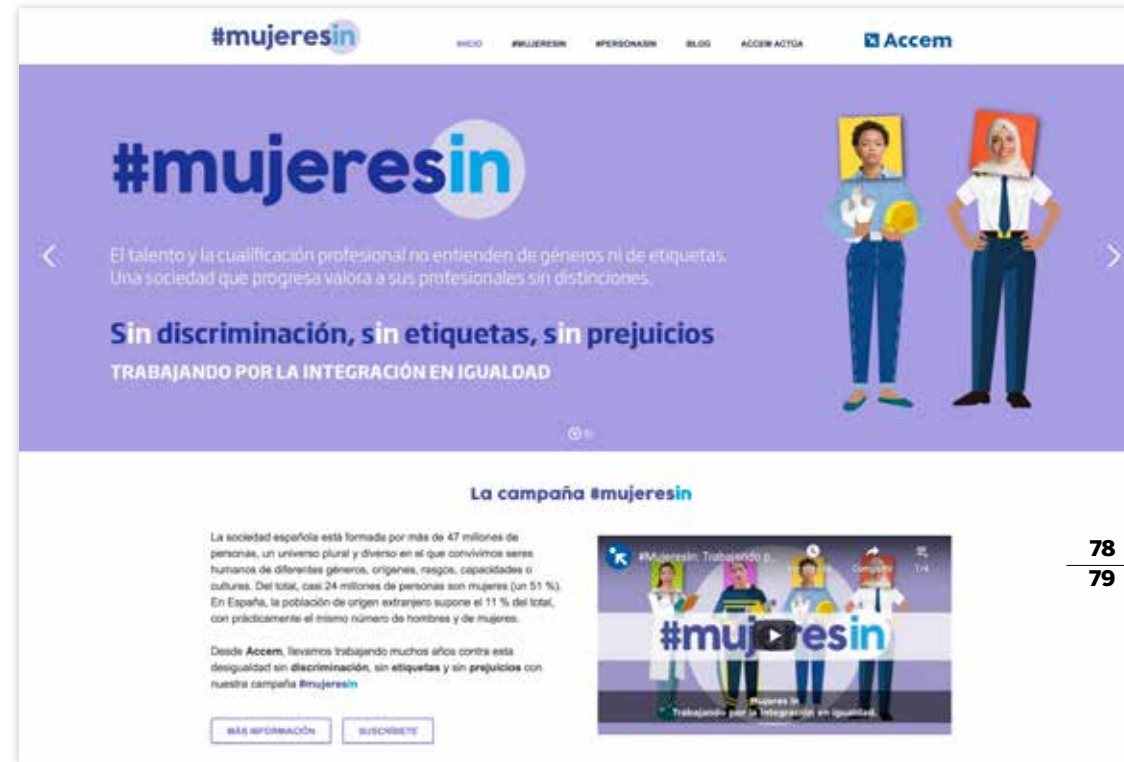 #mujeresin
INICIO #MUJERESIN #PERSONASIN BLOG ACCEM ACTÚA
Accem
#mujeresin
El talento y la cualificación profesional no entienden de géneros ni de etiquetas.
Una sociedad que progresa valora a sus profesionales sin distinciones.
Sin discriminación, sin etiquetas, sin prejuicios
TRABAJANDO POR LA INTEGRACIÓN EN IGUALDAD
La campaña #mujeresin
La sociedad española está formada por más de 47 millones de
personas, un universo plural y diverso en el que convivimos seres
humanos de diferentes géneros, orígenes, rasgos, capacidades o
culturas. Del total, casi 24 millones de personas son mujeres (un 51 %).
En España, la población de origen extranjero supone el 11 % del total,
con prácticamente el mismo número de hombres y de mujeres.
Desde Accem, llevamos trabajando muchos años contra esta
desigualdad sin discriminación, sin etiquetas y sin prejuicios con
nuestra campaña #mujeresin
MÁS INFORMACIÓN SUSCRÍBETE
#MujeresIn: Trabajando p...
Compartir 1/4
#mujeresin
Mujeres in
Trabajando por la integración en igualdad.
78
79